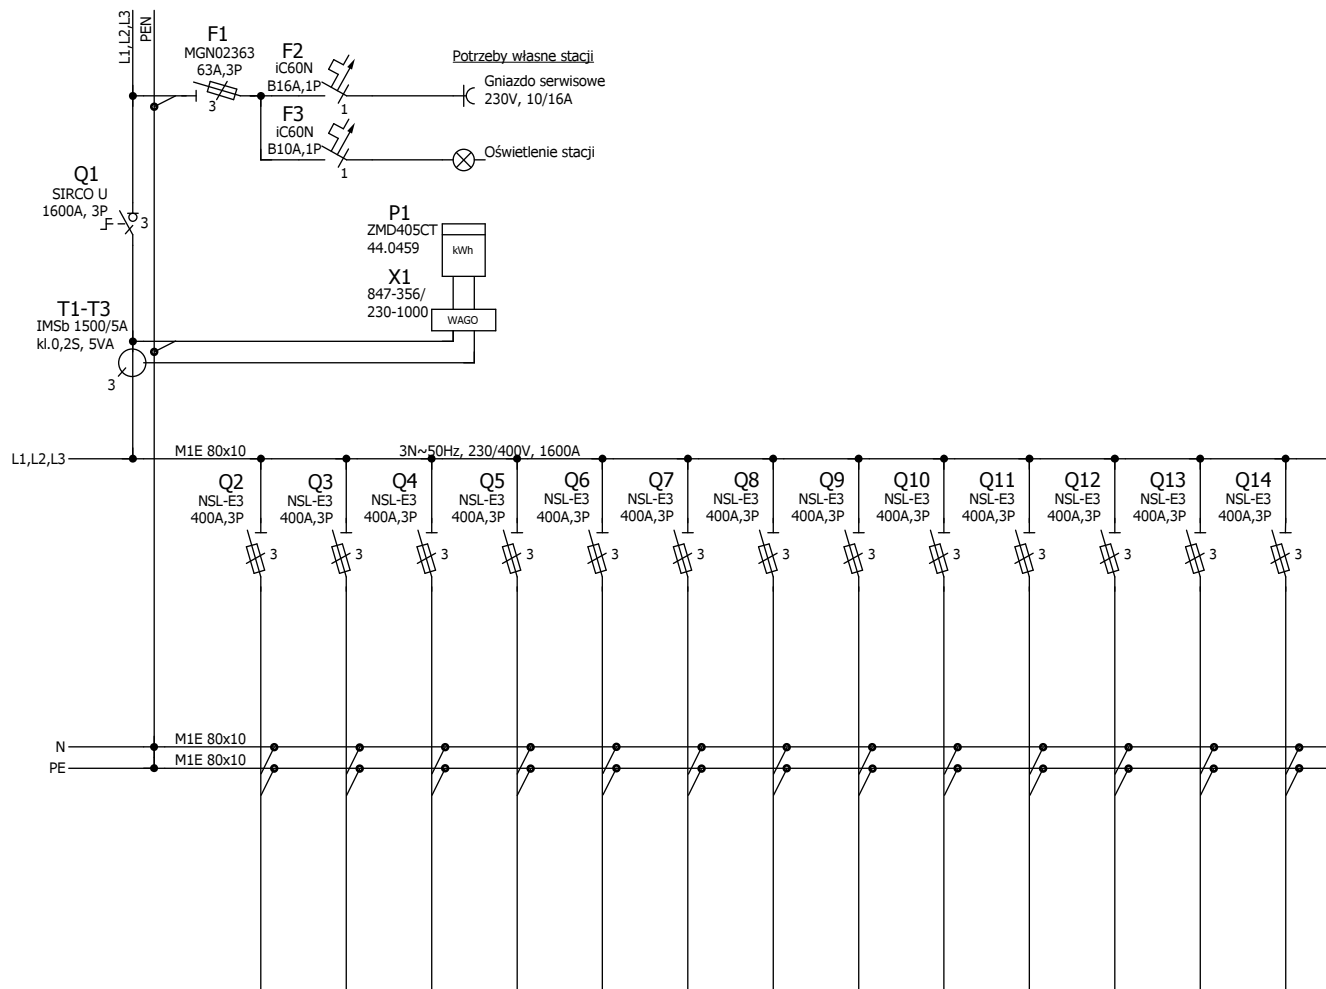 L1,L2,L3
PEN
F1
MGN02363
63A,3P
3
F2
iC60N
B16A,1P
1
Potrzeby własne stacji
Gniazdo serwisowe
230V, 10/16A
F3
iC60N
B10A,1P
1
Oświetlenie stacji
Q1
SIRCO U
1600A, 3P
3
P1
ZMD405CT
44.0459
kWh
X1
847-356/
230-1000
WAGO
T1-T3
IMSb 1500/5A
kl.0,2S, 5VA
3
L1,L2,L3
M1E 80x10
3N~50Hz, 230/400V, 1600A
Q2
NSL-E3
400A,3P
3
Q3
NSL-E3
400A,3P
3
Q4
NSL-E3
400A,3P
3
Q5
NSL-E3
400A,3P
3
Q6
NSL-E3
400A,3P
3
Q7
NSL-E3
400A,3P
3
Q8
NSL-E3
400A,3P
3
Q9
NSL-E3
400A,3P
3
Q10
NSL-E3
400A,3P
3
Q11
NSL-E3
400A,3P
3
Q12
NSL-E3
400A,3P
3
Q13
NSL-E3
400A,3P
3
Q14
NSL-E3
400A,3P
3
N
M1E 80x10
PE
M1E 80x10